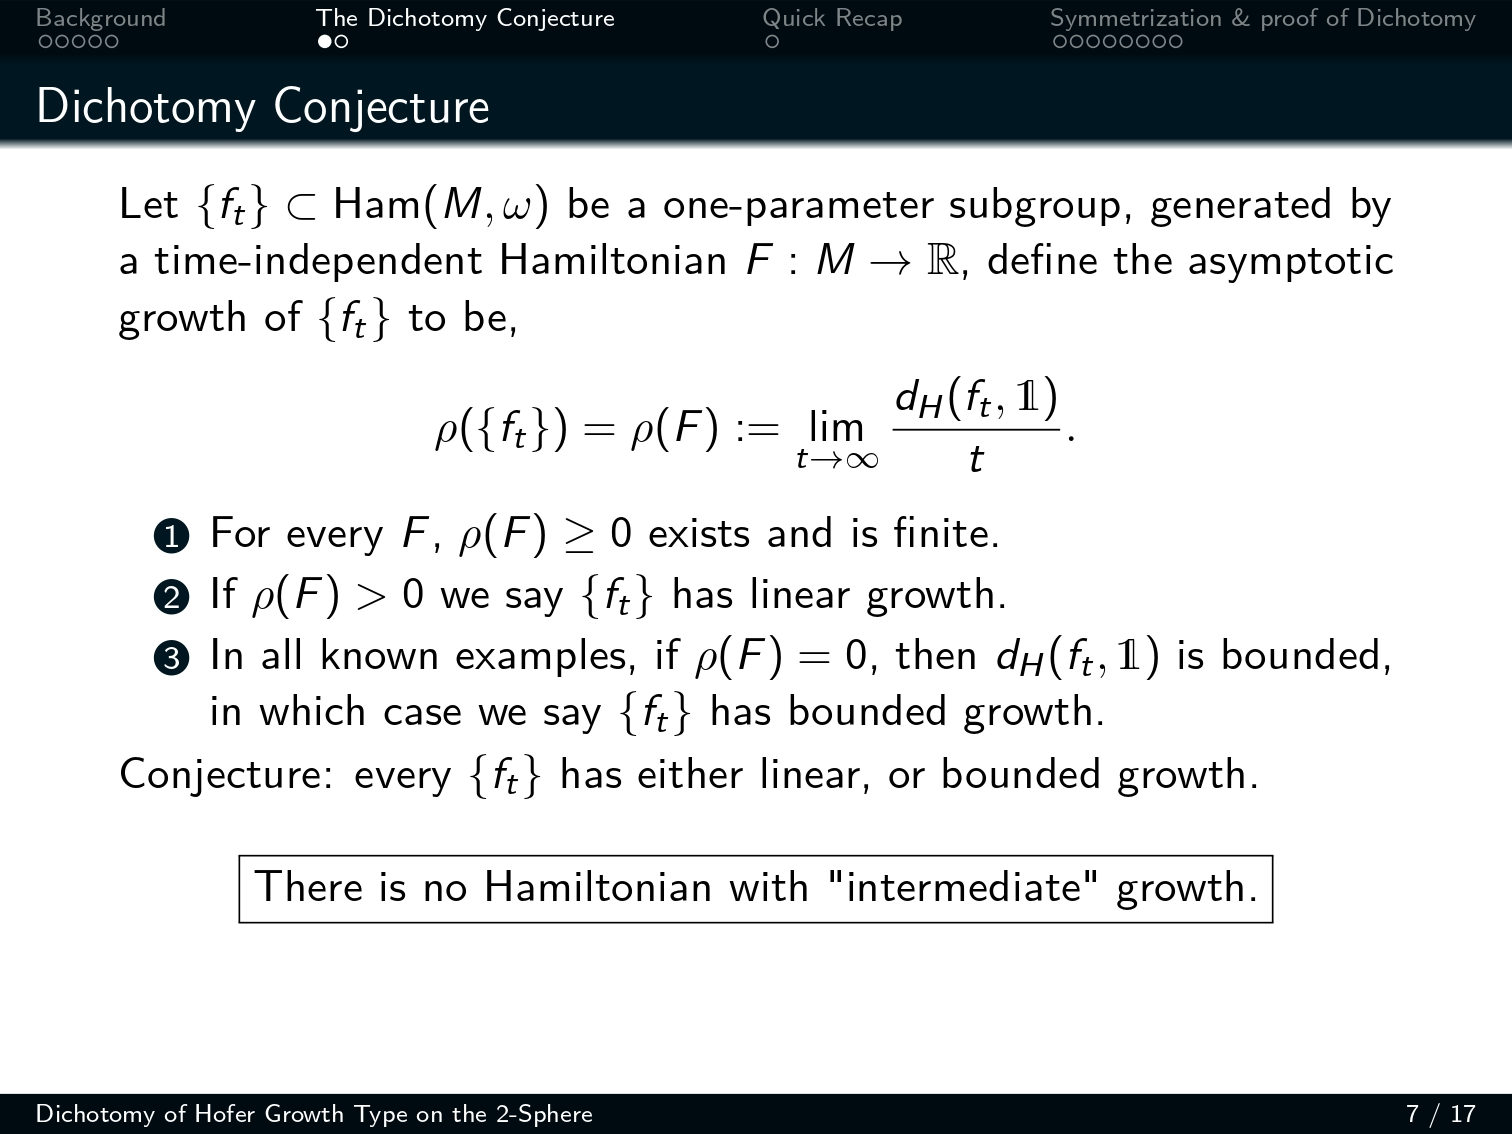 Background The Dichotomy Conjecture Quick Recap Symmetrization & proof of Dichotomy
Dichotomy Conjecture
Let {f_t} ⊂ Ham(M, ω) be a one-parameter subgroup, generated by
a time-independent Hamiltonian F : M → ℝ, define the asymptotic
growth of {f_t} to be,
ρ({f_t}) = ρ(F) := lim_{t→∞} d_H(f_t, 𝟙) / t.
1 For every F, ρ(F) ≥ 0 exists and is finite.
2 If ρ(F) > 0 we say {f_t} has linear growth.
3 In all known examples, if ρ(F) = 0, then d_H(f_t, 𝟙) is bounded,
in which case we say {f_t} has bounded growth.
Conjecture: every {f_t} has either linear, or bounded growth.
There is no Hamiltonian with "intermediate" growth.
Dichotomy of Hofer Growth Type on the 2-Sphere 7 / 17